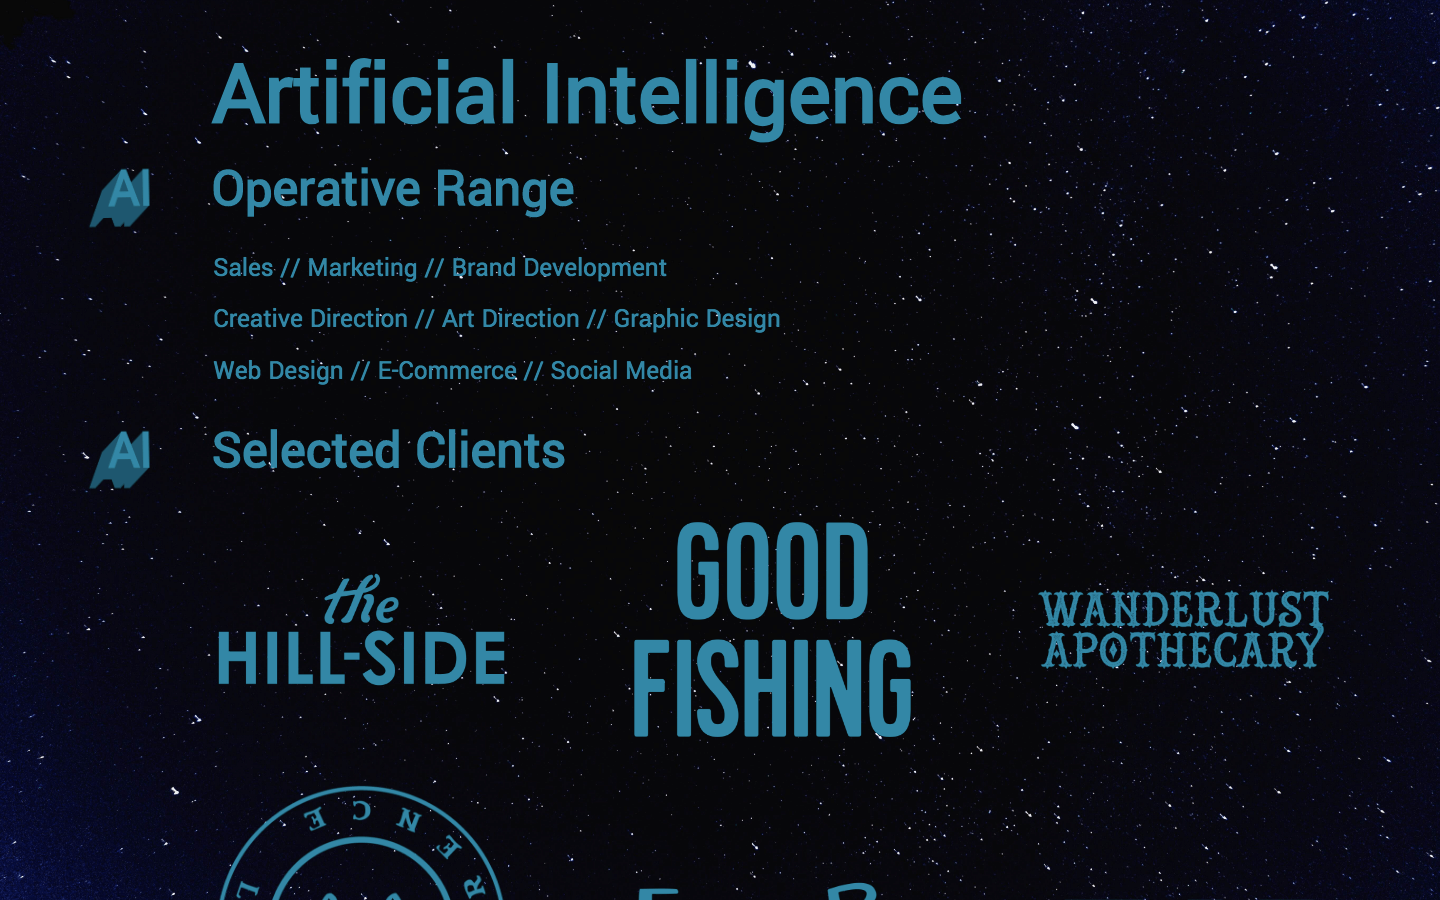 Artificial Intelligence
AI
Operative Range
Sales // Marketing // Brand Development
Creative Direction // Art Direction // Graphic Design
Web Design // E-Commerce // Social Media
AI
Selected Clients
the
HILL-SIDE
GOOD
FISHING
WANDERLUST
APOTHECARY